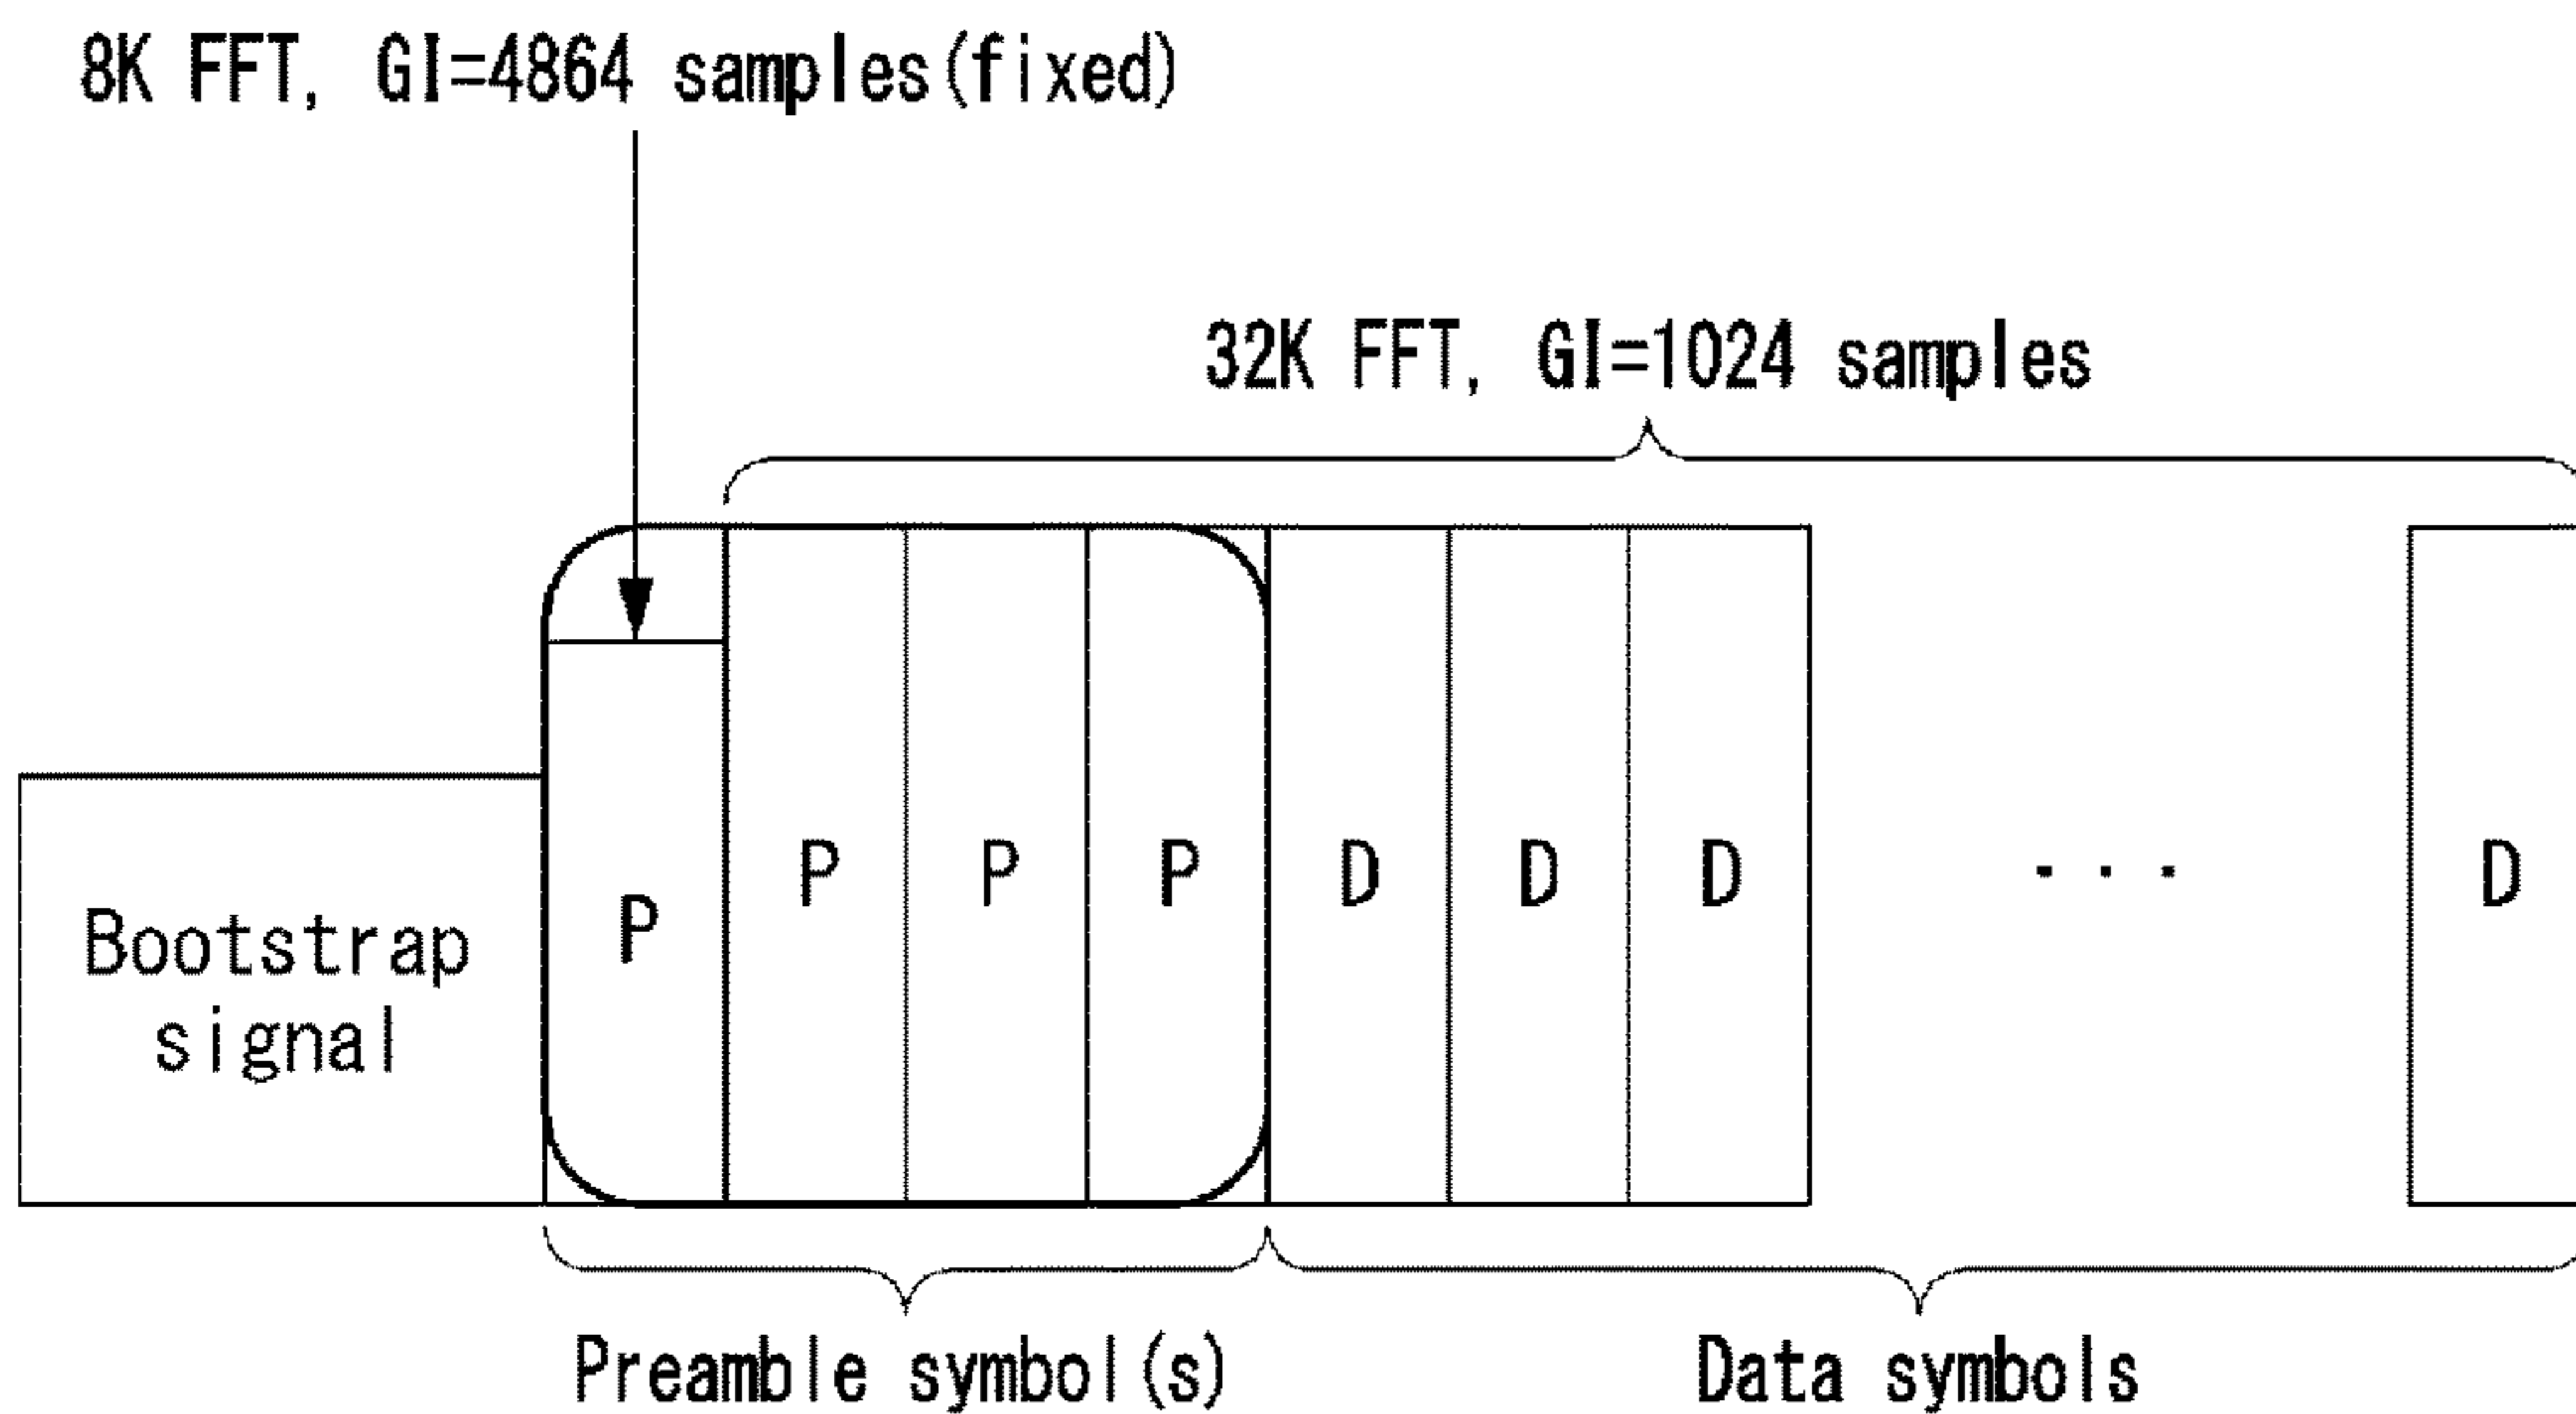 8K FFT, GI=4864 samples(fixed)
32K FFT, GI=1024 samples
Bootstrap
signal
P
P
P
P
D
D
D
...
D
Preamble symbol(s)
Data symbols